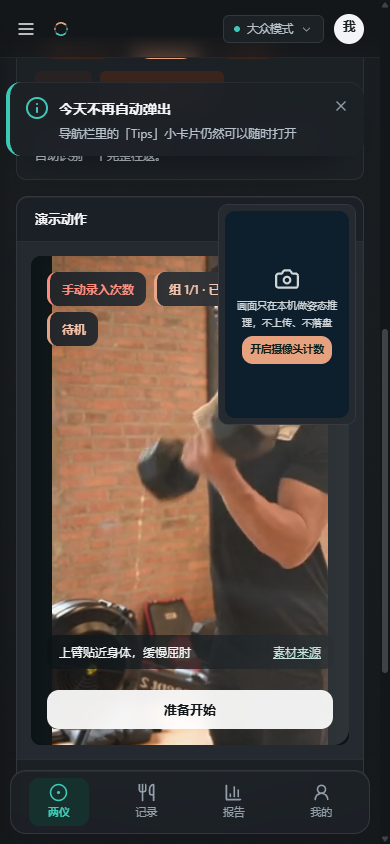 大众模式
我
今天不再自动弹出
导航栏里的「Tips」小卡片仍然可以随时打开
演示动作
手动录入次数
组 1/1 · 已
待机
画面只在本机做姿态推
理，不上传、不落盘
开启摄像头计数
上臂贴近身体，缓慢屈肘
素材来源
准备开始
两仪
记录
报告
我的